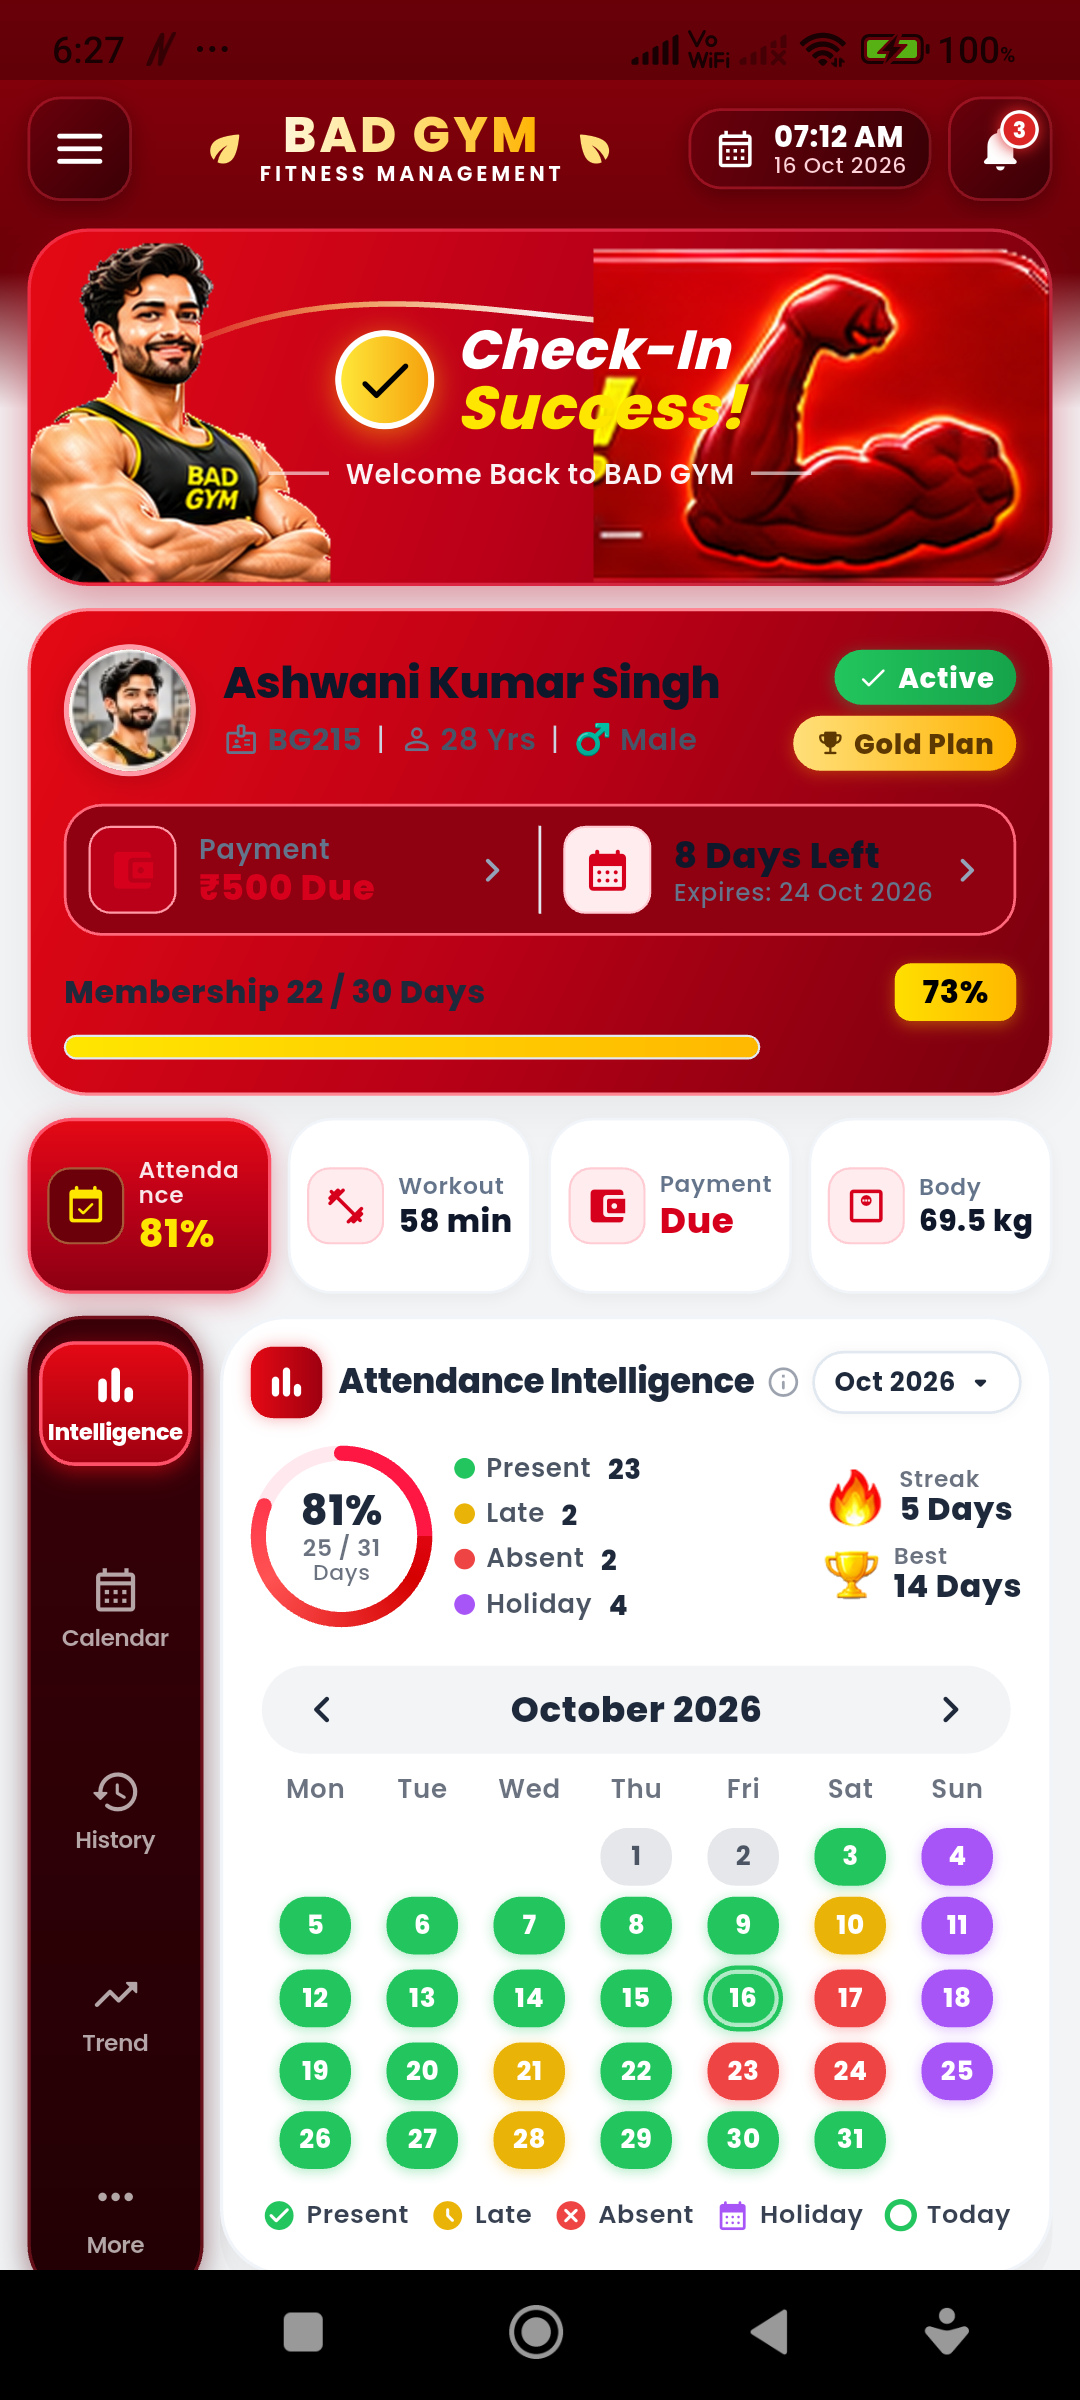 6:27 ...
Vo WiFi 100%
BAD GYM
FITNESS MANAGEMENT
07:12 AM
16 Oct 2026
3
Check-In
Success!
Welcome Back to BAD GYM
BAD
GYM
Ashwani Kumar Singh
BG215 | 28 Yrs | Male
Active
Gold Plan
Payment
₹500 Due
8 Days Left
Expires: 24 Oct 2026
Membership 22 / 30 Days
73%
Attenda
nce
81%
Workout
58 min
Payment
Due
Body
69.5 kg
Intelligence
Calendar
History
Trend
More
Attendance Intelligence
Oct 2026
81%
25 / 31
Days
Present 23
Late 2
Absent 2
Holiday 4
Streak
5 Days
Best
14 Days
October 2026
Mon Tue Wed Thu Fri Sat Sun
1 2 3 4
5 6 7 8 9 10 11
12 13 14 15 16 17 18
19 20 21 22 23 24 25
26 27 28 29 30 31
Present Late Absent Holiday Today